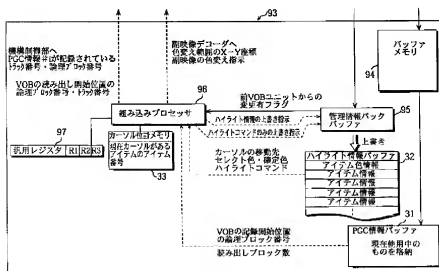 93
機構制御部へ
PGC情報#iが記録されている
トラック番号・論理ブロック番号
VOBの読み出し開始位置の
論理ブロック番号・トラック番号
副映像デコーダへ
色変え範囲のX-Y座標
副映像の色変え指示
バッファ
メモリ
94
96
組み込みプロセッサ
前VOBユニットからの
変更有フラグ
95
ハイライト情報の上書き指示
ハイライトコマンドのみの上書き指示
管理情報パック
バッファ
97
汎用レジスタ R1 R2 R3
カーソル位置メモリ
現在カーソルがある
アイテムのアイテム
番号
33
上書き
カーソルの移動先
セレクト色・確定色
ハイライトコマンド
32
ハイライト情報バッファ
アイテム色情報
アイテム情報
アイテム情報
アイテム情報
アイテム情報
31
VOBの記録開始位置
の論理ブロック番号
読み出しブロック数
PGC情報バッファ
現在使用中の
ものを格納